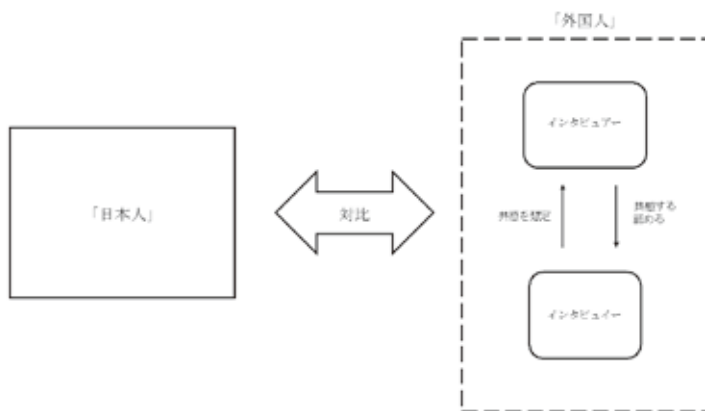 「外国人」
インタビュアー
「日本人」
対比
共感を想定
共感する
認める
インタビュイー